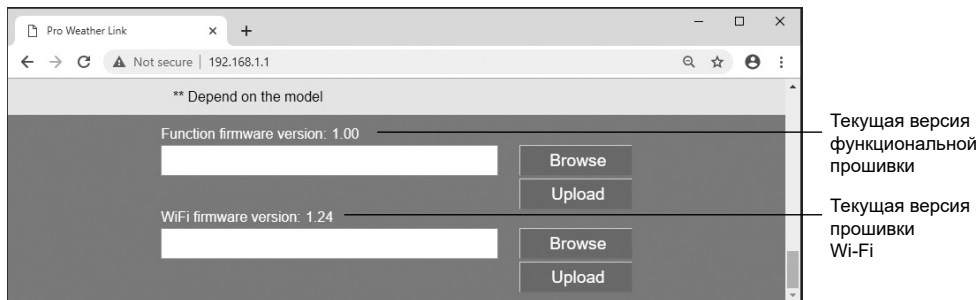 Pro Weather Link
Not secure | 192.168.1.1
** Depend on the model
Function firmware version: 1.00
Текущая версия
функциональной
прошивки
Browse
Upload
WiFi firmware version: 1.24
Текущая версия
прошивки
Wi-Fi
Browse
Upload